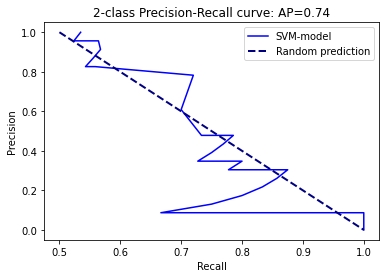 2-class Precision-Recall curve: AP=0.74
SVM-model
Random prediction
Precision
1.0
0.8
0.6
0.4
0.2
0.0
0.5 0.6 0.7 0.8 0.9 1.0
Recall